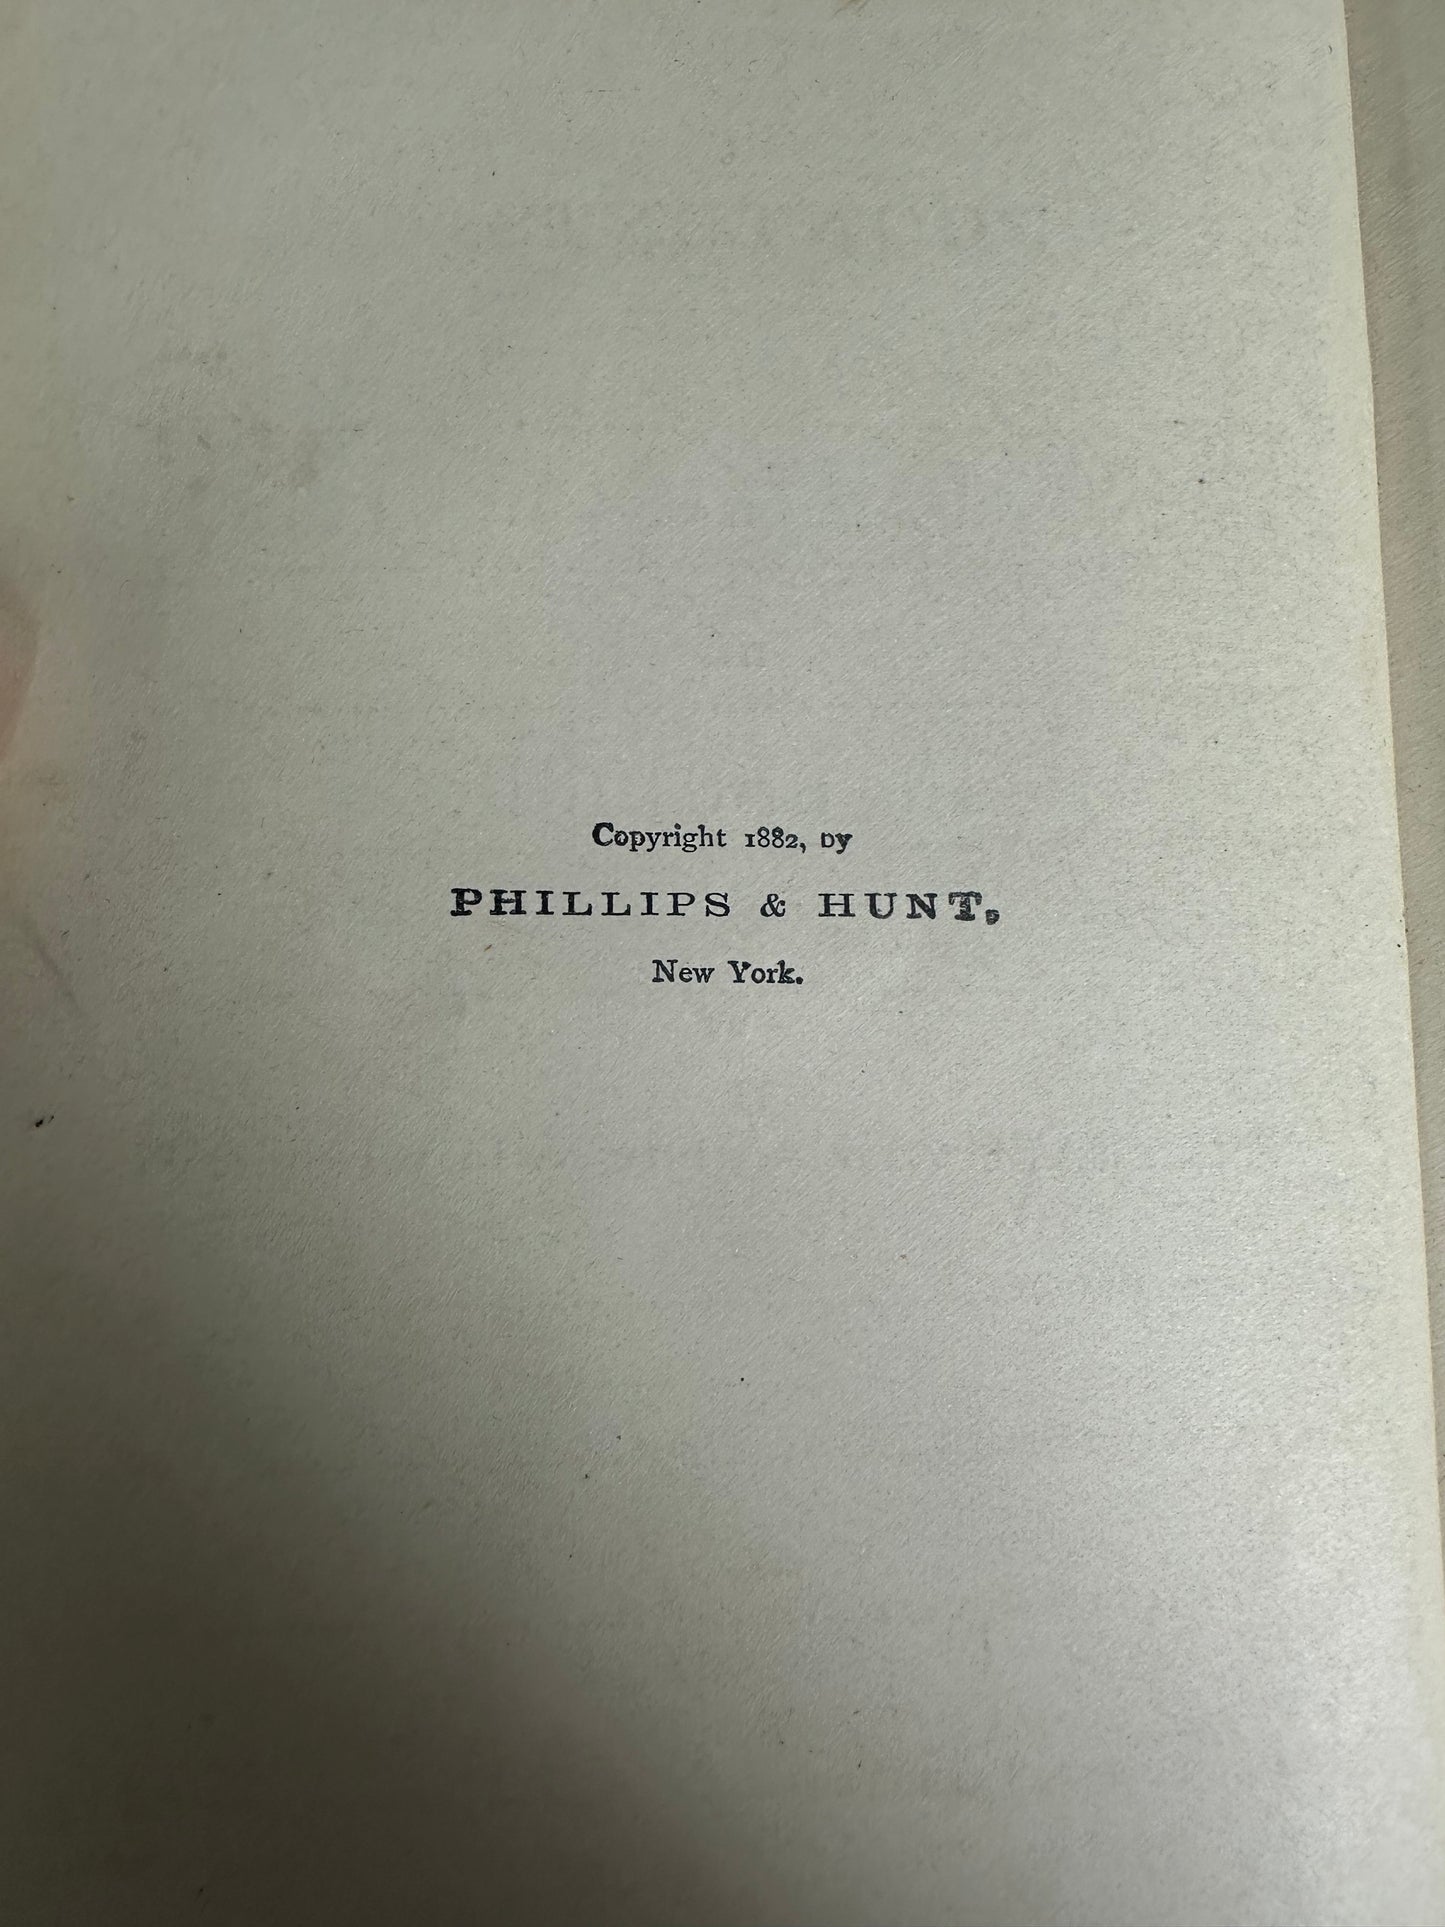 Copyright 1882, by
PHILLIPS & HUNT,
New York.